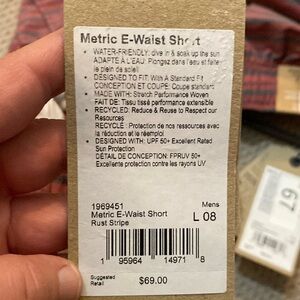 Metric E-Waist Short
• WATER-FRIENDLY: dive in & soak up the sun
ADAPTÉ À L'EAU: Plongez dans l'eau et faite
le plein de soleil
• DESIGNED TO FIT: With A Standard Fit
CONCEPTION ET COUPE: Coupe standard
• MADE WITH: Stretch Performance Woven
FAIT DE: Tissu tissé performance extensible
• RECYCLED: Reduce & Reuse to Respect our
Resources
RECYCLÉ: Protection de nos ressources avec
la réduction et le réemploi
• DESIGNED WITH: UPF 50+ Excellent Rated
Sun Protection
DÉTAIL DE CONCEPTION: FPRUV 50+
Excellente protection contre les rayons UV
1969451
Mens
Metric E-Waist Short
L 08
Rust Stripe
1 95964 14971 8
Suggested
Retail
$69.00
67